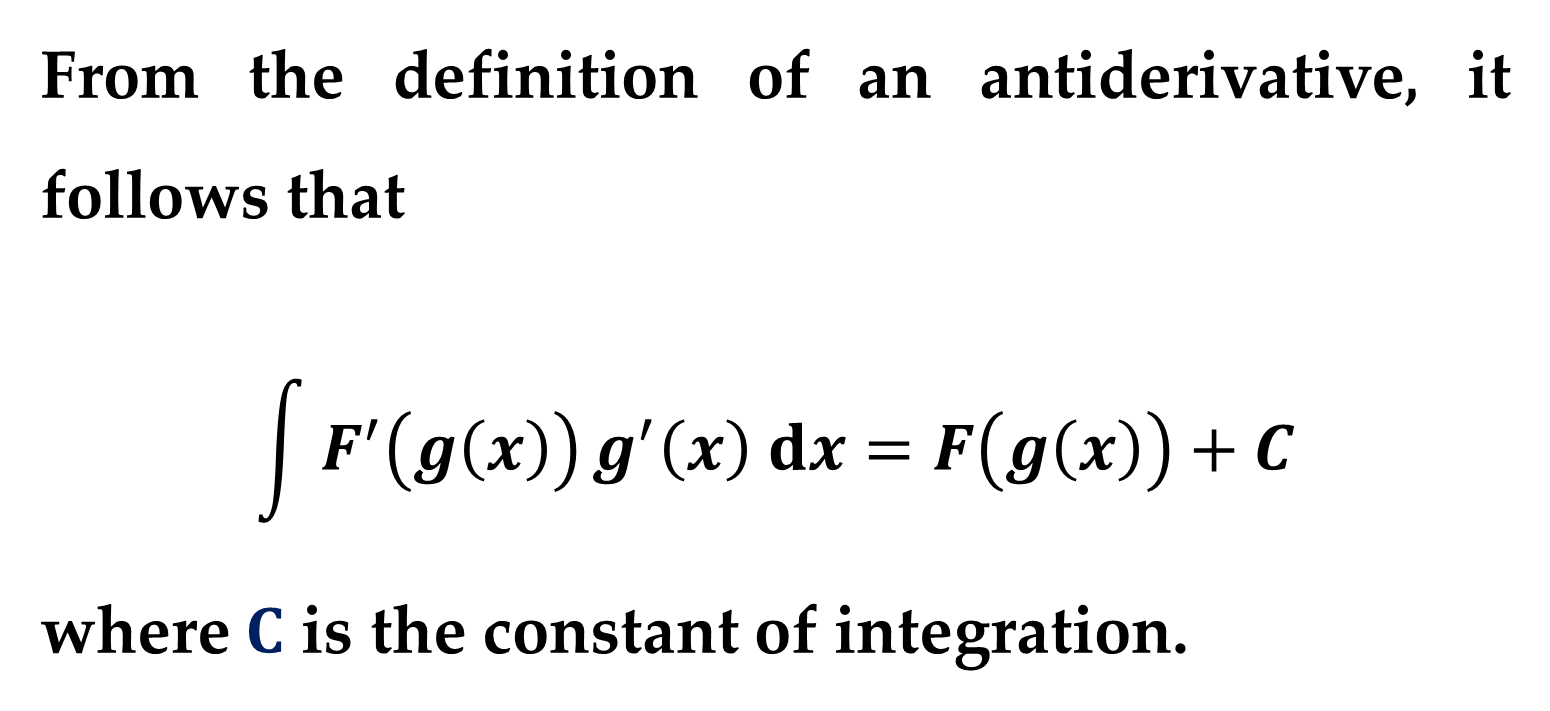 From the definition of an antiderivative, it
follows that
∫ F′(g(x)) g′(x) dx = F(g(x)) + C
where C is the constant of integration.